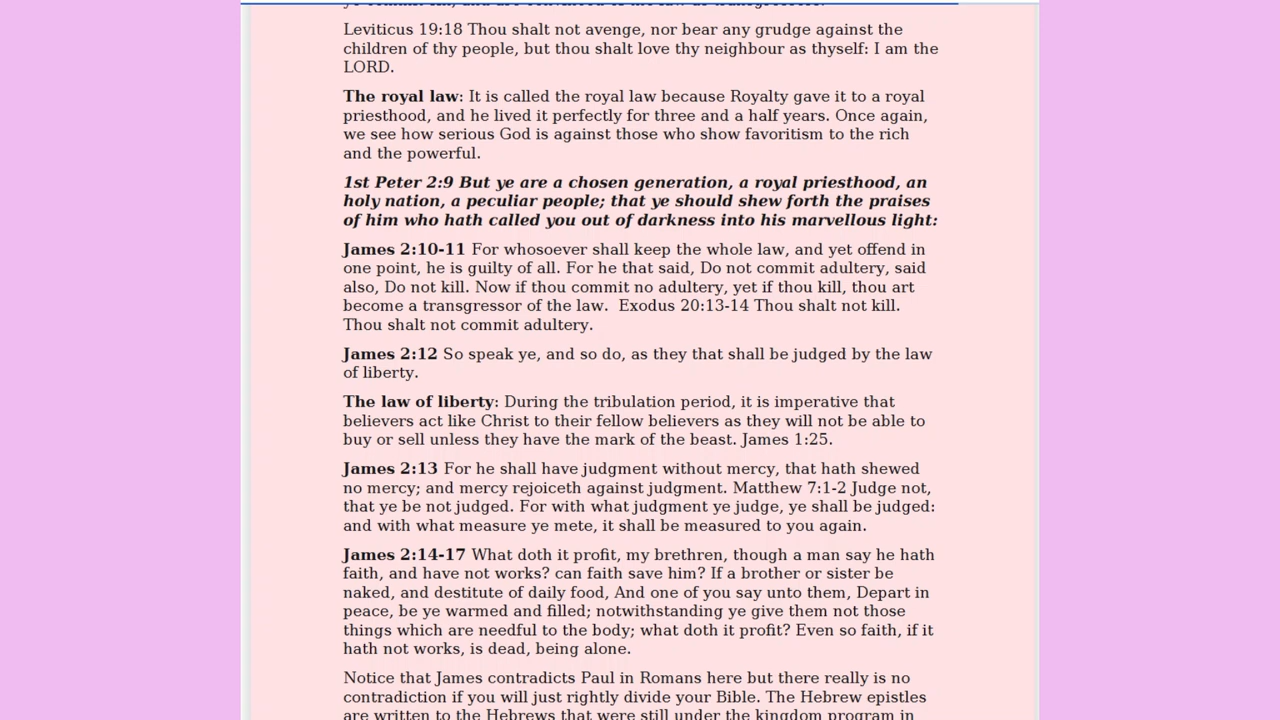 Leviticus 19:18 Thou shalt not avenge, nor bear any grudge against the
children of thy people, but thou shalt love thy neighbour as thyself: I am the
LORD.
The royal law: It is called the royal law because Royalty gave it to a royal
priesthood, and he lived it perfectly for three and a half years. Once again,
we see how serious God is against those who show favoritism to the rich
and the powerful.
1st Peter 2:9 But ye are a chosen generation, a royal priesthood, an
holy nation, a peculiar people; that ye should shew forth the praises
of him who hath called you out of darkness into his marvellous light:
James 2:10-11 For whosoever shall keep the whole law, and yet offend in
one point, he is guilty of all. For he that said, Do not commit adultery, said
also, Do not kill. Now if thou commit no adultery, yet if thou kill, thou art
become a transgressor of the law.  Exodus 20:13-14 Thou shalt not kill.
Thou shalt not commit adultery.
James 2:12 So speak ye, and so do, as they that shall be judged by the law
of liberty.
The law of liberty: During the tribulation period, it is imperative that
believers act like Christ to their fellow believers as they will not be able to
buy or sell unless they have the mark of the beast. James 1:25.
James 2:13 For he shall have judgment without mercy, that hath shewed
no mercy; and mercy rejoiceth against judgment. Matthew 7:1-2 Judge not,
that ye be not judged. For with what judgment ye judge, ye shall be judged:
and with what measure ye mete, it shall be measured to you again.
James 2:14-17 What doth it profit, my brethren, though a man say he hath
faith, and have not works? can faith save him? If a brother or sister be
naked, and destitute of daily food, And one of you say unto them, Depart in
peace, be ye warmed and filled; notwithstanding ye give them not those
things which are needful to the body; what doth it profit? Even so faith, if it
hath not works, is dead, being alone.
Notice that James contradicts Paul in Romans here but there really is no
contradiction if you will just rightly divide your Bible. The Hebrew epistles
are written to the Hebrews that were still under the kingdom program in